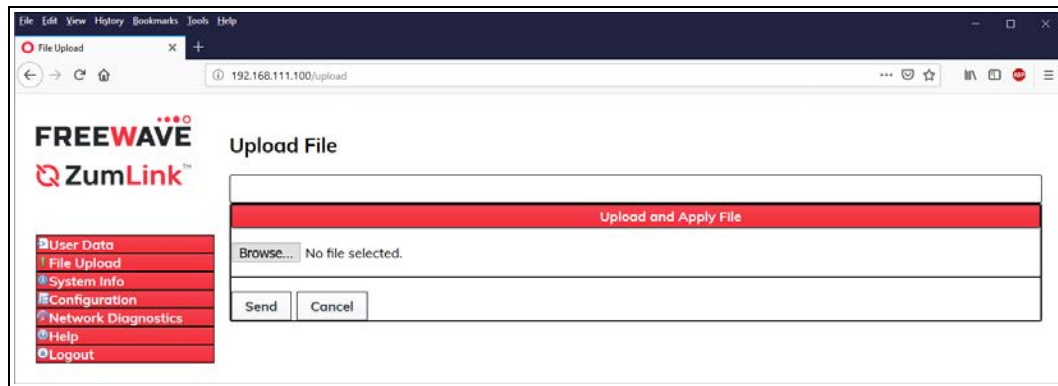 File Edit View History Bookmarks Tools Help
File Upload
192.168.111.100/upload
FREEWAVE
ZumLink™
Upload File
Upload and Apply File
Browse... No file selected.
Send Cancel
User Data
File Upload
System Info
Configuration
Network Diagnostics
Help
Logout